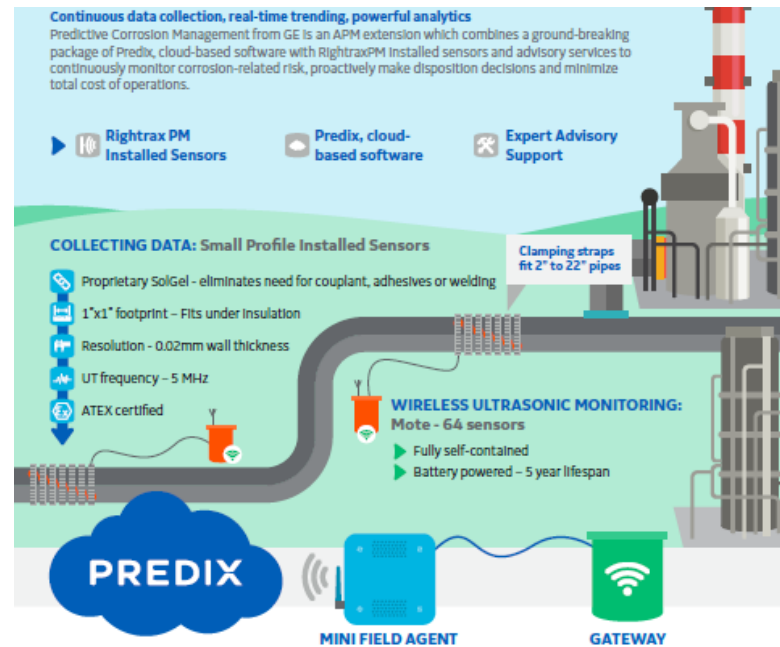 Continuous data collection, real-time trending, powerful analytics
Predictive Corrosion Management from GE is an APM extension which combines a ground-breaking
package of Predix, cloud-based software with RightraxPM installed sensors and advisory services to
continuously monitor corrosion-related risk, proactively make disposition decisions and minimize
total cost of operations.
Rightrax PM
Installed Sensors
Predix, cloud-
based software
Expert Advisory
Support
COLLECTING DATA: Small Profile Installed Sensors
Clamping straps
fit 2" to 22" pipes
Proprietary SolGel - eliminates need for couplant, adhesives or welding
1"x1" footprint – Fits under insulation
Resolution - 0.02mm wall thickness
UT frequency – 5 MHz
ATEX certified
WIRELESS ULTRASONIC MONITORING:
Mote - 64 sensors
Fully self-contained
Battery powered – 5 year lifespan
PREDIX
MINI FIELD AGENT
GATEWAY